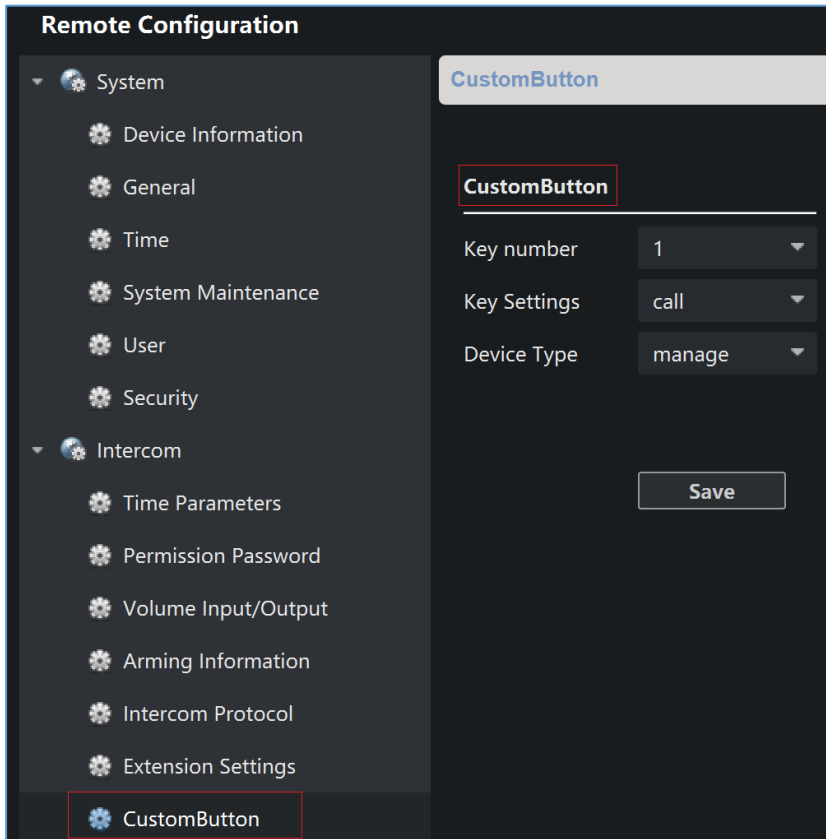 Remote Configuration
System
Device Information
General
Time
System Maintenance
User
Security
Intercom
Time Parameters
Permission Password
Volume Input/Output
Arming Information
Intercom Protocol
Extension Settings
CustomButton
CustomButton
CustomButton
Key number 1
Key Settings call
Device Type manage
Save